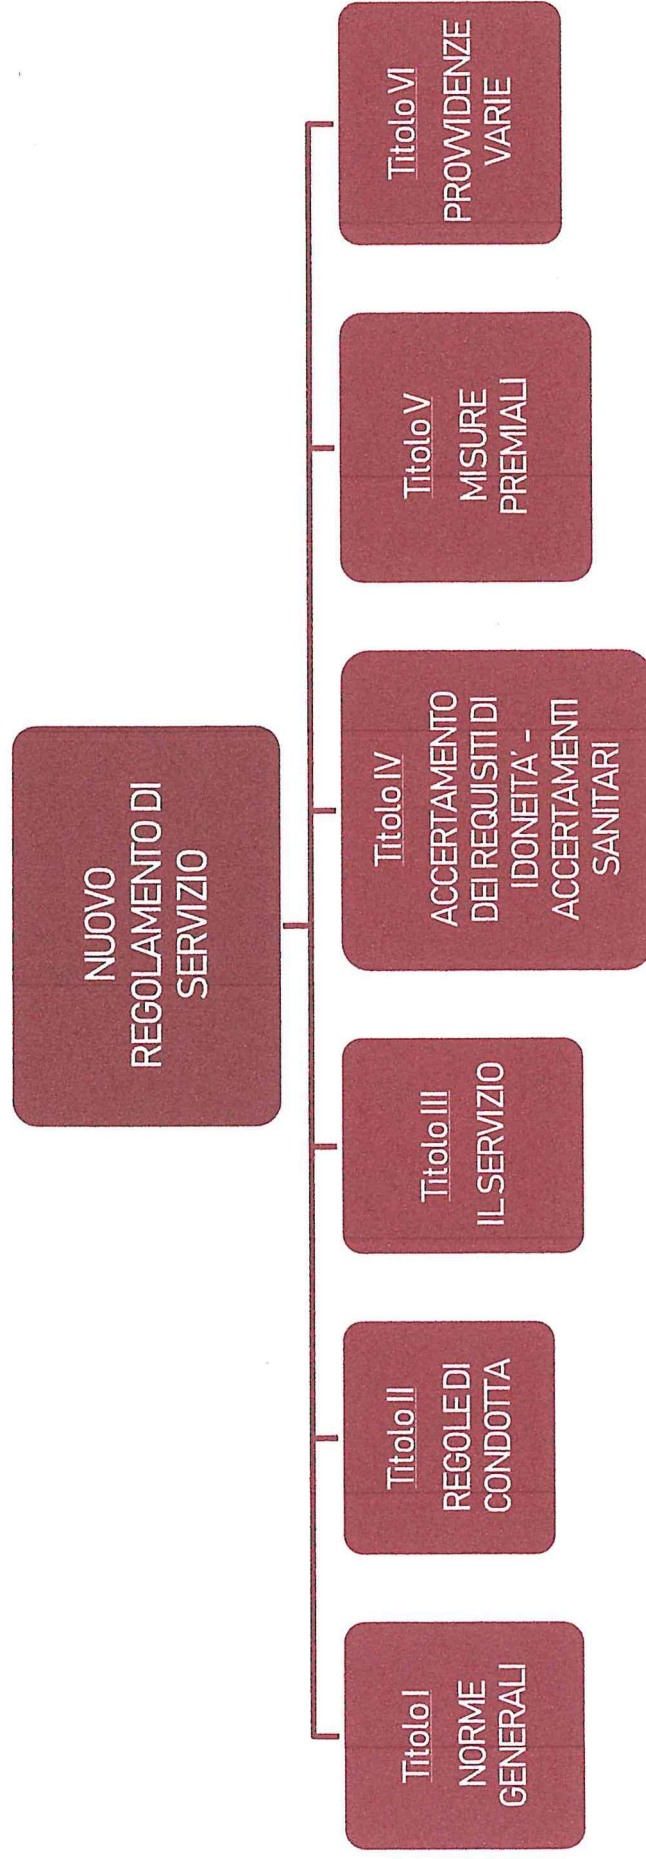 NUOVO
REGOLAMENTO DI
SERVIZIO
Titolo I
NORME
GENERALI
Titolo II
REGOLE DI
CONDOTTA
Titolo III
IL SERVIZIO
Titolo IV
ACCERTAMENTO
DEI REQUISITI DI
IDONEITA' -
ACCERTAMENTI
SANITARI
Titolo V
MISURE
PREMIALI
Titolo VI
PROVVIDENZE
VARIE